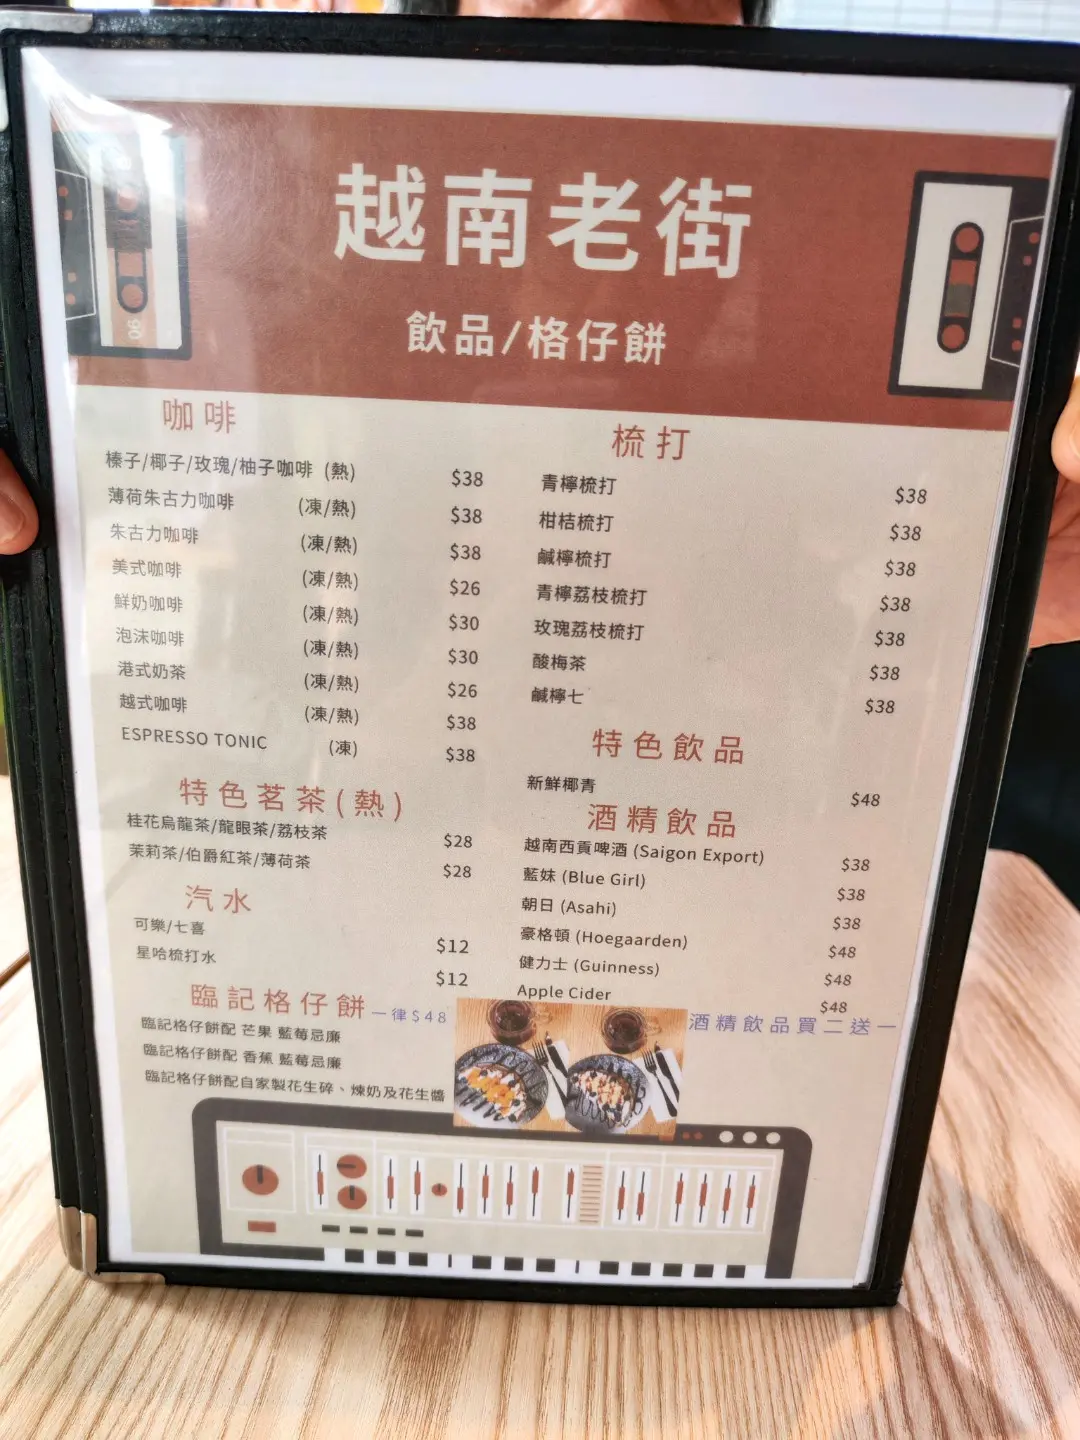 越南老街
飲品/格仔餅
咖啡
榛子/椰子/玫瑰/柚子咖啡 (熱) $38
薄荷朱古力咖啡 (凍/熱) $38
朱古力咖啡 (凍/熱) $38
美式咖啡 (凍/熱) $26
鮮奶咖啡 (凍/熱) $30
泡沫咖啡 (凍/熱) $30
港式奶茶 (凍/熱) $26
越式咖啡 (凍/熱) $38
ESPRESSO TONIC (凍) $38
特色茗茶(熱)
桂花烏龍茶/龍眼茶/荔枝茶 $28
茉莉茶/伯爵紅茶/薄荷茶 $28
汽水
可樂/七喜 $12
星哈梳打水 $12
臨記格仔餅 一律$48
臨記格仔餅配 芒果 藍莓忌廉
臨記格仔餅配 香蕉 藍莓忌廉
臨記格仔餅配自家製花生碎、煉奶及花生醬
梳打
青檸梳打 $38
柑桔梳打 $38
鹹檸梳打 $38
青檸荔枝梳打 $38
玫瑰荔枝梳打 $38
酸梅茶 $38
鹹檸七 $38
特色飲品
新鮮椰青 $48
酒精飲品
越南西貢啤酒 (Saigon Export) $38
藍妹 (Blue Girl) $38
朝日 (Asahi) $38
豪格頓 (Hoegaarden) $48
健力士 (Guinness) $48
Apple Cider $48
酒精飲品買二送一
90